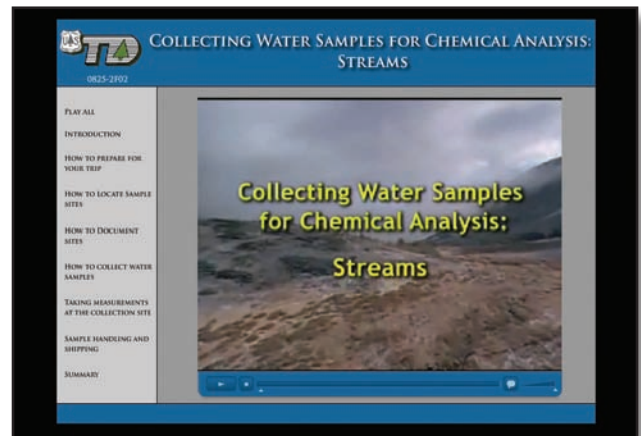 COLLECTING WATER SAMPLES FOR CHEMICAL ANALYSIS:
STREAMS
UAS
TD
0825-2F02
PLAY ALL
INTRODUCTION
HOW TO PREPARE FOR
YOUR TRIP
HOW TO LOCATE SAMPLE
SITES
HOW TO DOCUMENT
SITES
HOW TO COLLECT WATER
SAMPLES
TAKING MEASUREMENTS
AT THE COLLECTION SITE
SAMPLE HANDLING AND
SHIPPING
SUMMARY
Collecting Water Samples
for Chemical Analysis:
Streams